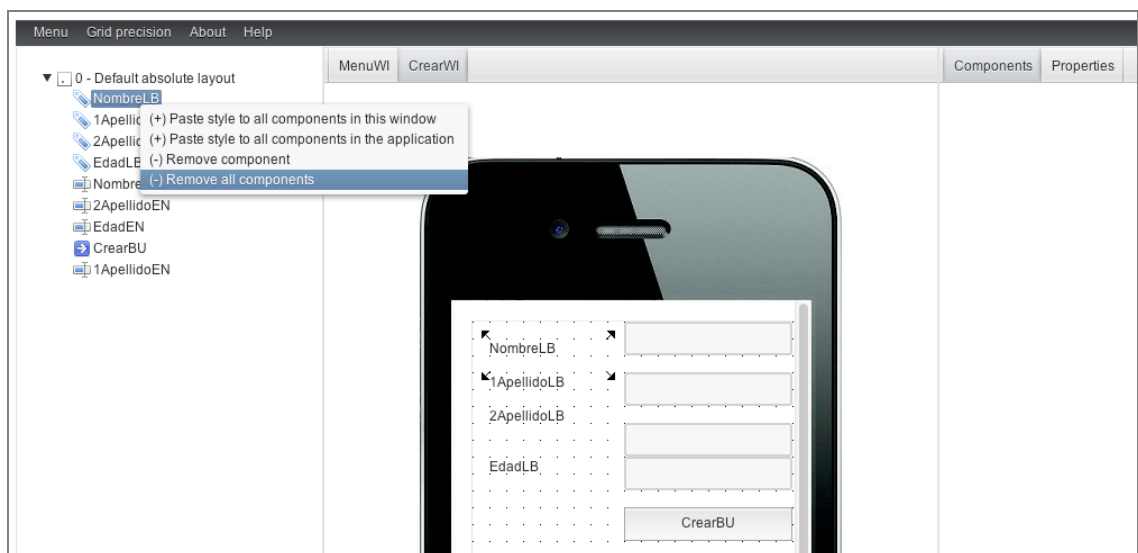 Menu Grid precision About Help
MenuWI CrearWI
Components Properties
0 - Default absolute layout
NombreLB
1Apellid
2Apellid
EdadLB
Nombre
2ApellidoEN
EdadEN
CrearBU
1ApellidoEN
(+) Paste style to all components in this window
(+) Paste style to all components in the application
(-) Remove component
(-) Remove all components
NombreLB
1ApellidoLB
2ApellidoLB
EdadLB
CrearBU